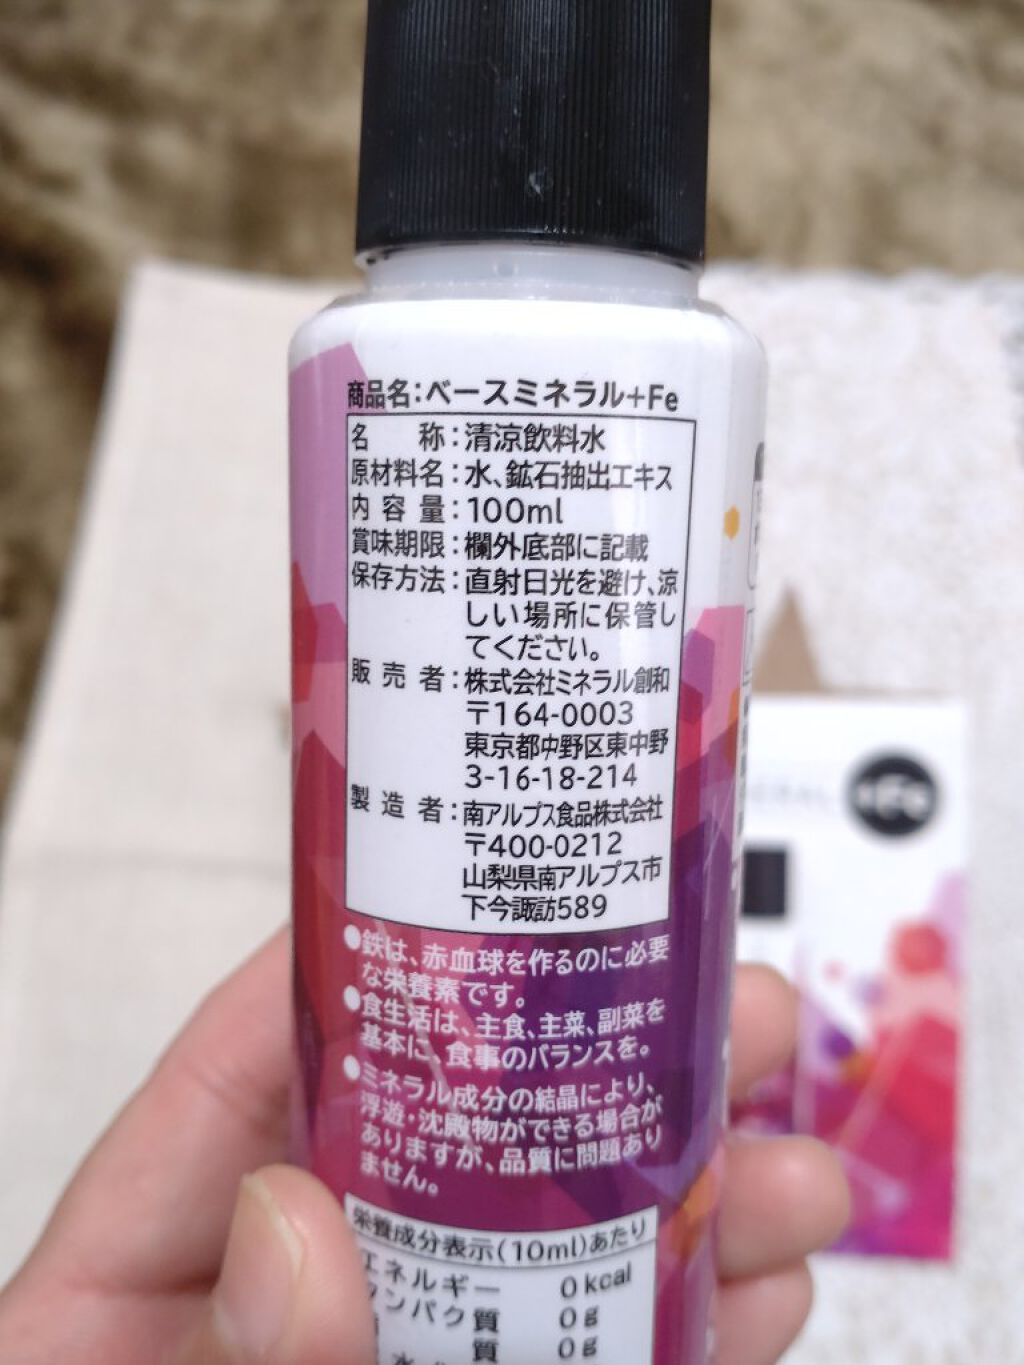 商品名:ベースミネラル+Fe
名 称:清涼飲料水
原材料名:水、鉱石抽出エキス
内容量:100ml
賞味期限:欄外底部に記載
保存方法:直射日光を避け、涼
しい場所に保管し
てください。
販売者:株式会社ミネラル創和
〒164-0003
東京都中野区東中野
3-16-18-214
製造者:南アルプス食品株式会社
〒400-0212
山梨県南アルプス市
下今諏訪589
●鉄は、赤血球を作るのに必要
な栄養素です。
●食生活は、主食、主菜、副菜を
基本に、食事のバランスを。
●ミネラル成分の結晶により、
浮遊・沈殿物ができる場合が
ありますが、品質に問題あり
ません。
栄養成分表示(10ml)あたり
エネルギー 0kcal
タンパク質 0g
質 0g